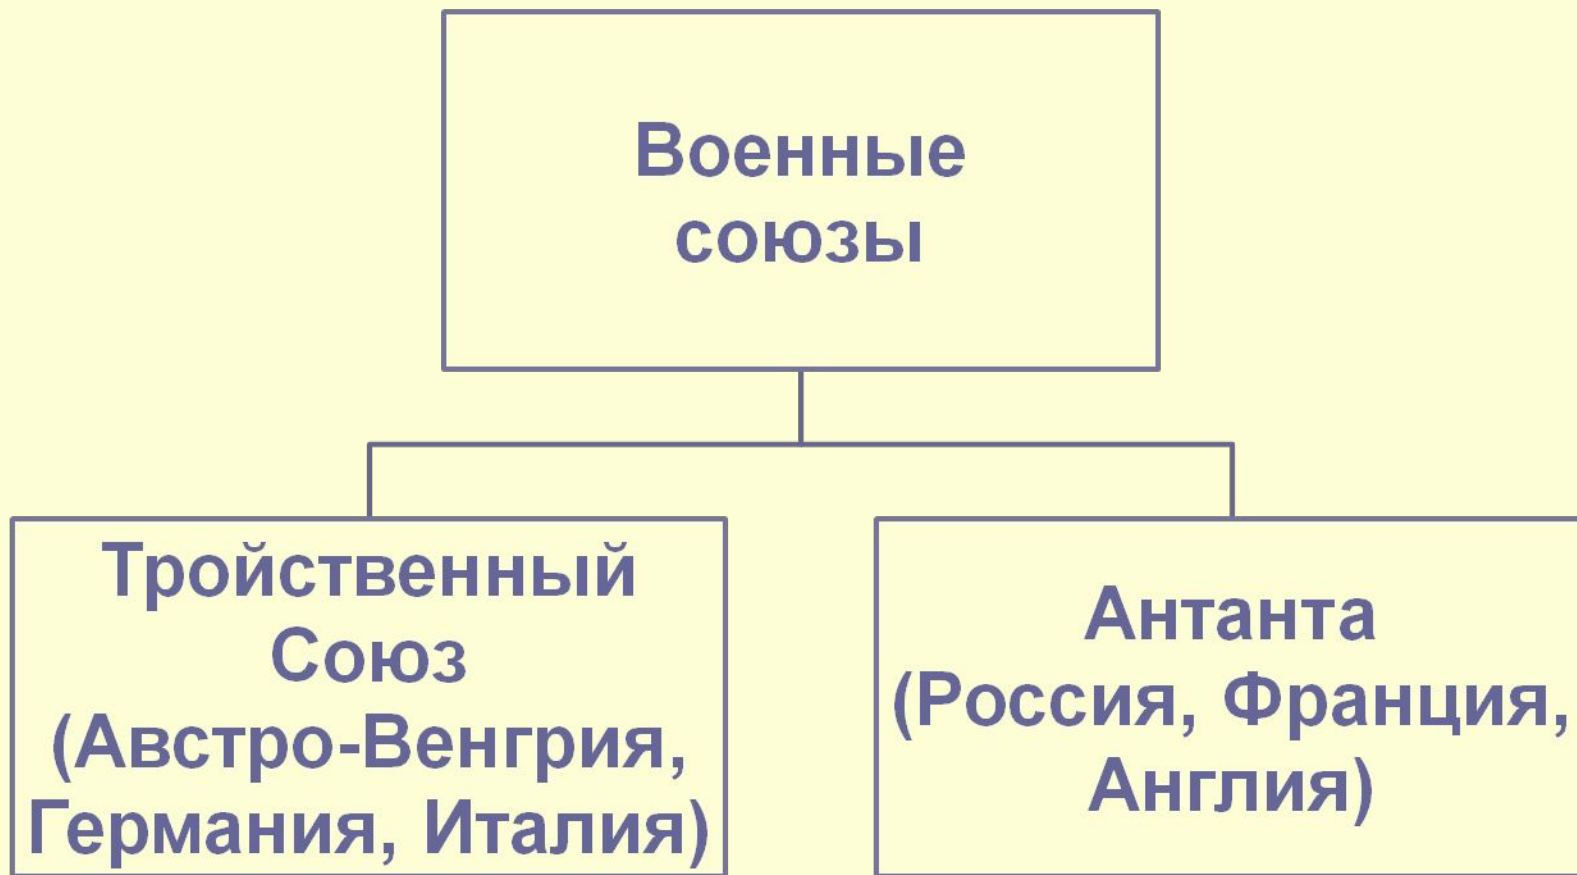 Военные
союзы
Тройственный
Союз
(Австро-Венгрия,
Германия, Италия)
Антанта
(Россия, Франция,
Англия)